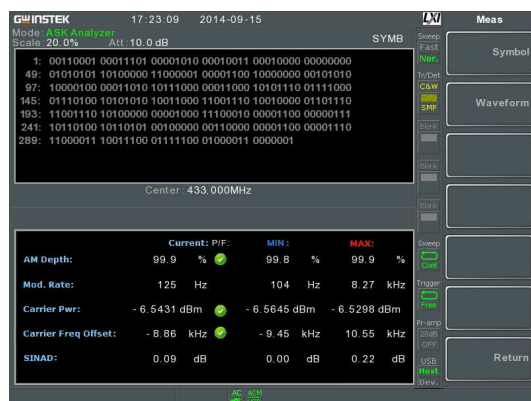 GWINSTEK 17:23:09 2014-09-15 LXI Meas
Mode: ASK Analyzer
Scale: 20.0% Att: 10.0 dB SYMB
1: 00110001 00011101 00001010 00010011 00010000 00000000
49: 01010101 10100000 11000001 00001100 10000000 00101010
97: 10000100 00011010 10111000 00011000 10101110 01111000
145: 01110100 10101010 10011000 11001110 10010000 01101110
193: 11001110 10100000 00001000 11100010 00001100 00000111
241: 10110100 10110101 00100000 00110000 00001100 00001110
289: 11000011 10011100 01111100 01000011 0000001
Center: 433.000MHz
Current: P/F: MIN: MAX:
AM Depth: 99.9 % 99.8 % 99.9 %
Mod. Rate: 125 Hz 104 Hz 8.27 kHz
Carrier Pwr: - 6.5431 dBm - 6.5645 dBm - 6.5298 dBm
Carrier Freq Offset: - 8.86 kHz - 9.45 kHz 10.55 kHz
SINAD: 0.09 dB 0.00 dB 0.22 dB
Sweep
Fast
Nor.
Tr/Det
C&W
SMP
Blank
Blank
Blank
Sweep
Cont
Trigger
Free
Pr-amp
20dB
OFF
USB
Host
Dev.
Symbol
Waveform
Return
AC ACM